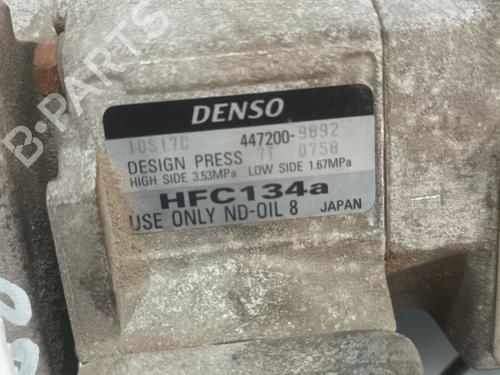 B-PARTS
DENSO
10S17C 447200-9892
DESIGN PRESS 0758
HIGH SIDE 3.53MPa LOW SIDE 1.67MPa
HFC134a
USE ONLY ND-OIL 8 JAPAN